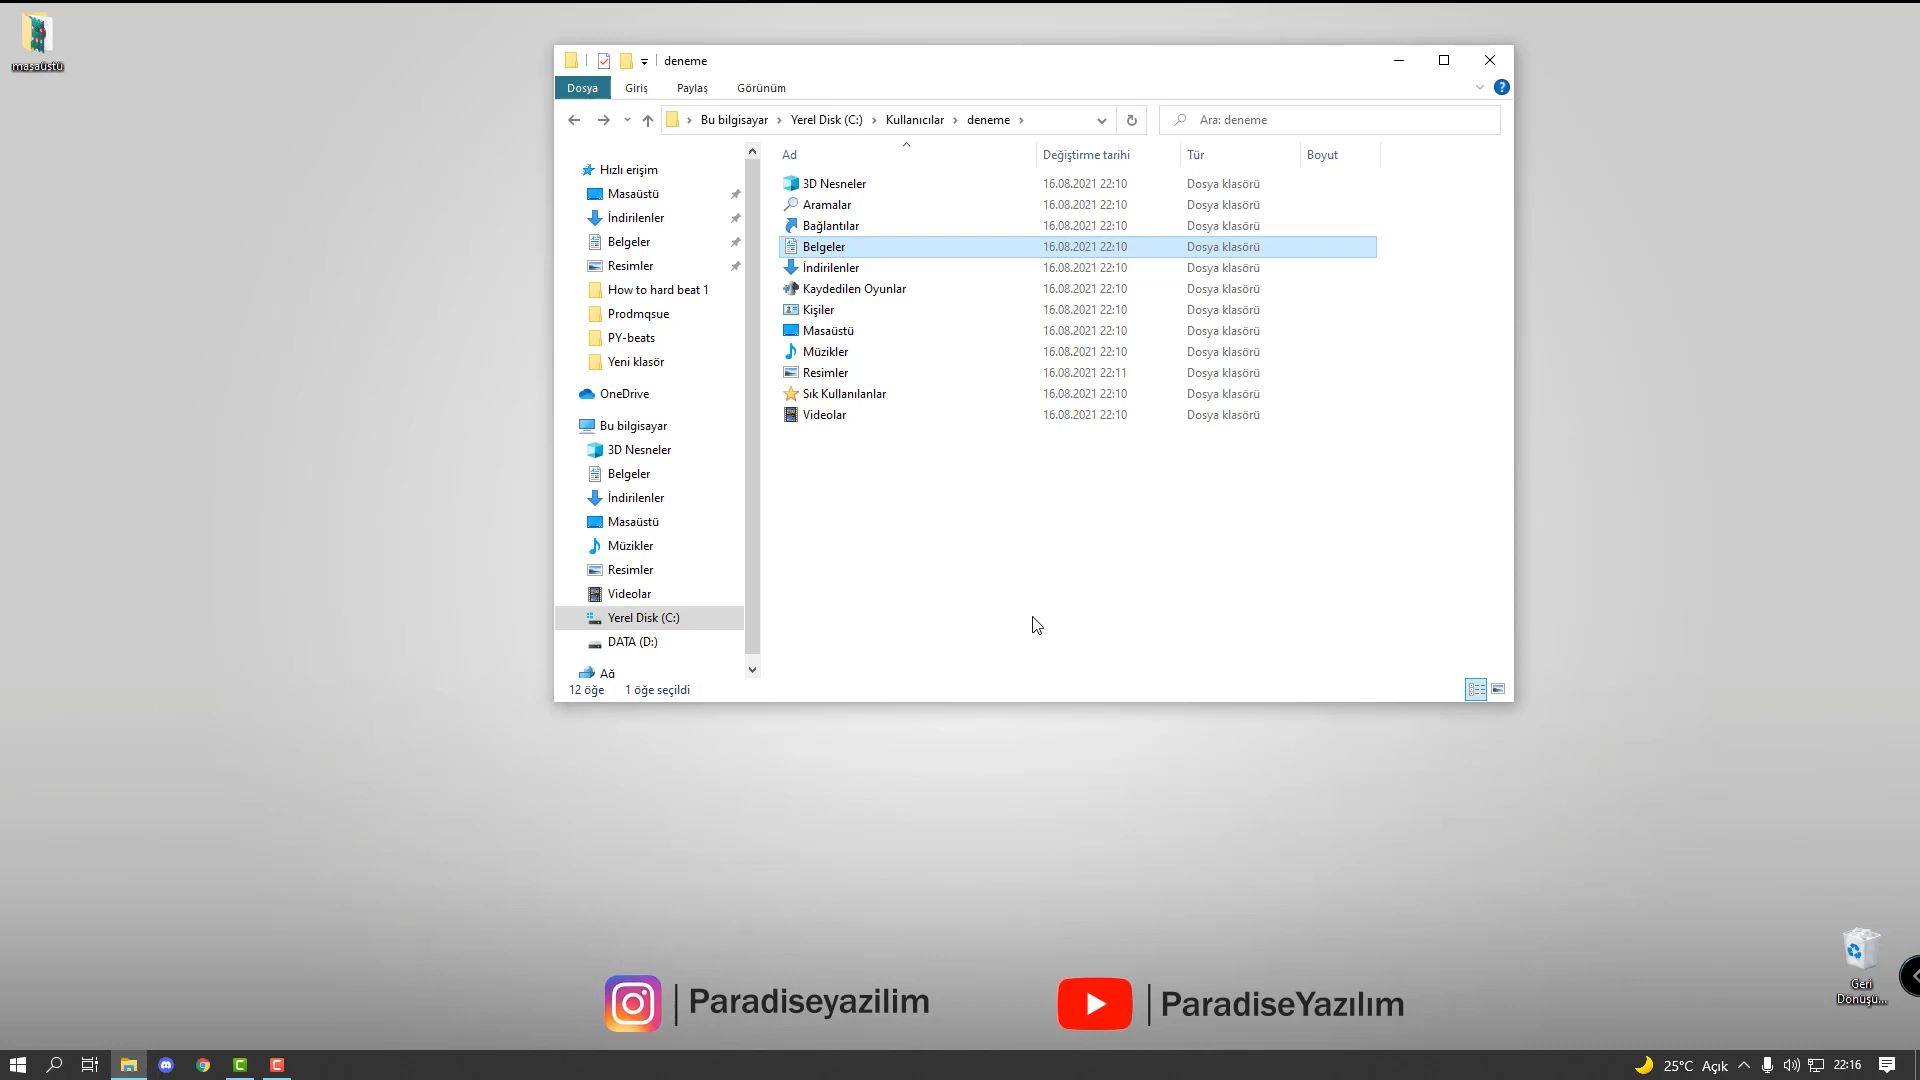 masaüstü
deneme
Dosya Giriş Paylaş Görünüm
Bu bilgisayar Yerel Disk (C:) Kullanıcılar deneme
Ara: deneme
Hızlı erişim
Masaüstü
İndirilenler
Belgeler
Resimler
How to hard beat 1
Prodmqsue
PY-beats
Yeni klasör
OneDrive
Bu bilgisayar
3D Nesneler
Belgeler
İndirilenler
Masaüstü
Müzikler
Resimler
Videolar
Yerel Disk (C:)
DATA (D:)
Ağ
Ad Değiştirme tarihi Tür Boyut
3D Nesneler 16.08.2021 22:10 Dosya klasörü
Aramalar 16.08.2021 22:10 Dosya klasörü
Bağlantılar 16.08.2021 22:10 Dosya klasörü
Belgeler 16.08.2021 22:10 Dosya klasörü
İndirilenler 16.08.2021 22:10 Dosya klasörü
Kaydedilen Oyunlar 16.08.2021 22:10 Dosya klasörü
Kişiler 16.08.2021 22:10 Dosya klasörü
Masaüstü 16.08.2021 22:10 Dosya klasörü
Müzikler 16.08.2021 22:10 Dosya klasörü
Resimler 16.08.2021 22:11 Dosya klasörü
Sık Kullanılanlar 16.08.2021 22:10 Dosya klasörü
Videolar 16.08.2021 22:10 Dosya klasörü
12 öğe 1 öğe seçildi
Geri
Dönüşü...
| Paradiseyazilim
| ParadiseYazılım
25°C Açık 22:16